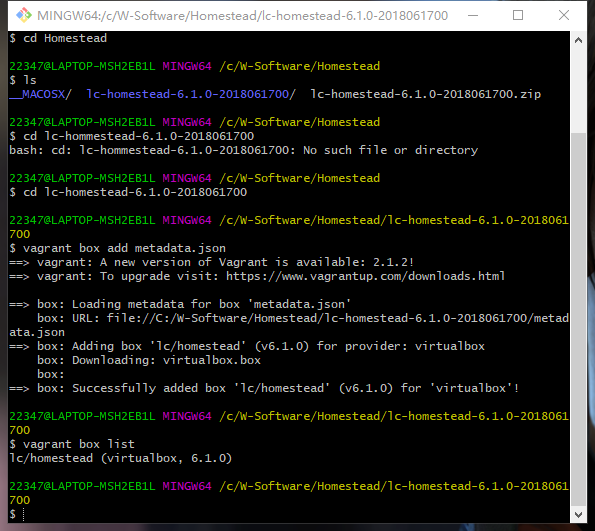 MINGW64:/c/W-Software/Homestead/lc-homestead-6.1.0-2018061700
$ cd Homestead
22347@LAPTOP-MSH2EB1L MINGW64 /c/W-Software/Homestead
$ ls
__MACOSX/  lc-homestead-6.1.0-2018061700/  lc-homestead-6.1.0-2018061700.zip
22347@LAPTOP-MSH2EB1L MINGW64 /c/W-Software/Homestead
$ cd lc-hommestead-6.1.0-2018061700
bash: cd: lc-hommestead-6.1.0-2018061700: No such file or directory
22347@LAPTOP-MSH2EB1L MINGW64 /c/W-Software/Homestead
$ cd lc-homestead-6.1.0-2018061700
22347@LAPTOP-MSH2EB1L MINGW64 /c/W-Software/Homestead/lc-homestead-6.1.0-2018061
700
$ vagrant box add metadata.json
==> vagrant: A new version of Vagrant is available: 2.1.2!
==> vagrant: To upgrade visit: https://www.vagrantup.com/downloads.html
==> box: Loading metadata for box 'metadata.json'
    box: URL: file://C:/W-Software/Homestead/lc-homestead-6.1.0-2018061700/metad
ata.json
==> box: Adding box 'lc/homestead' (v6.1.0) for provider: virtualbox
    box: Downloading: virtualbox.box
    box:
==> box: Successfully added box 'lc/homestead' (v6.1.0) for 'virtualbox'!
22347@LAPTOP-MSH2EB1L MINGW64 /c/W-Software/Homestead/lc-homestead-6.1.0-2018061
700
$ vagrant box list
lc/homestead (virtualbox, 6.1.0)
22347@LAPTOP-MSH2EB1L MINGW64 /c/W-Software/Homestead/lc-homestead-6.1.0-2018061
700
$